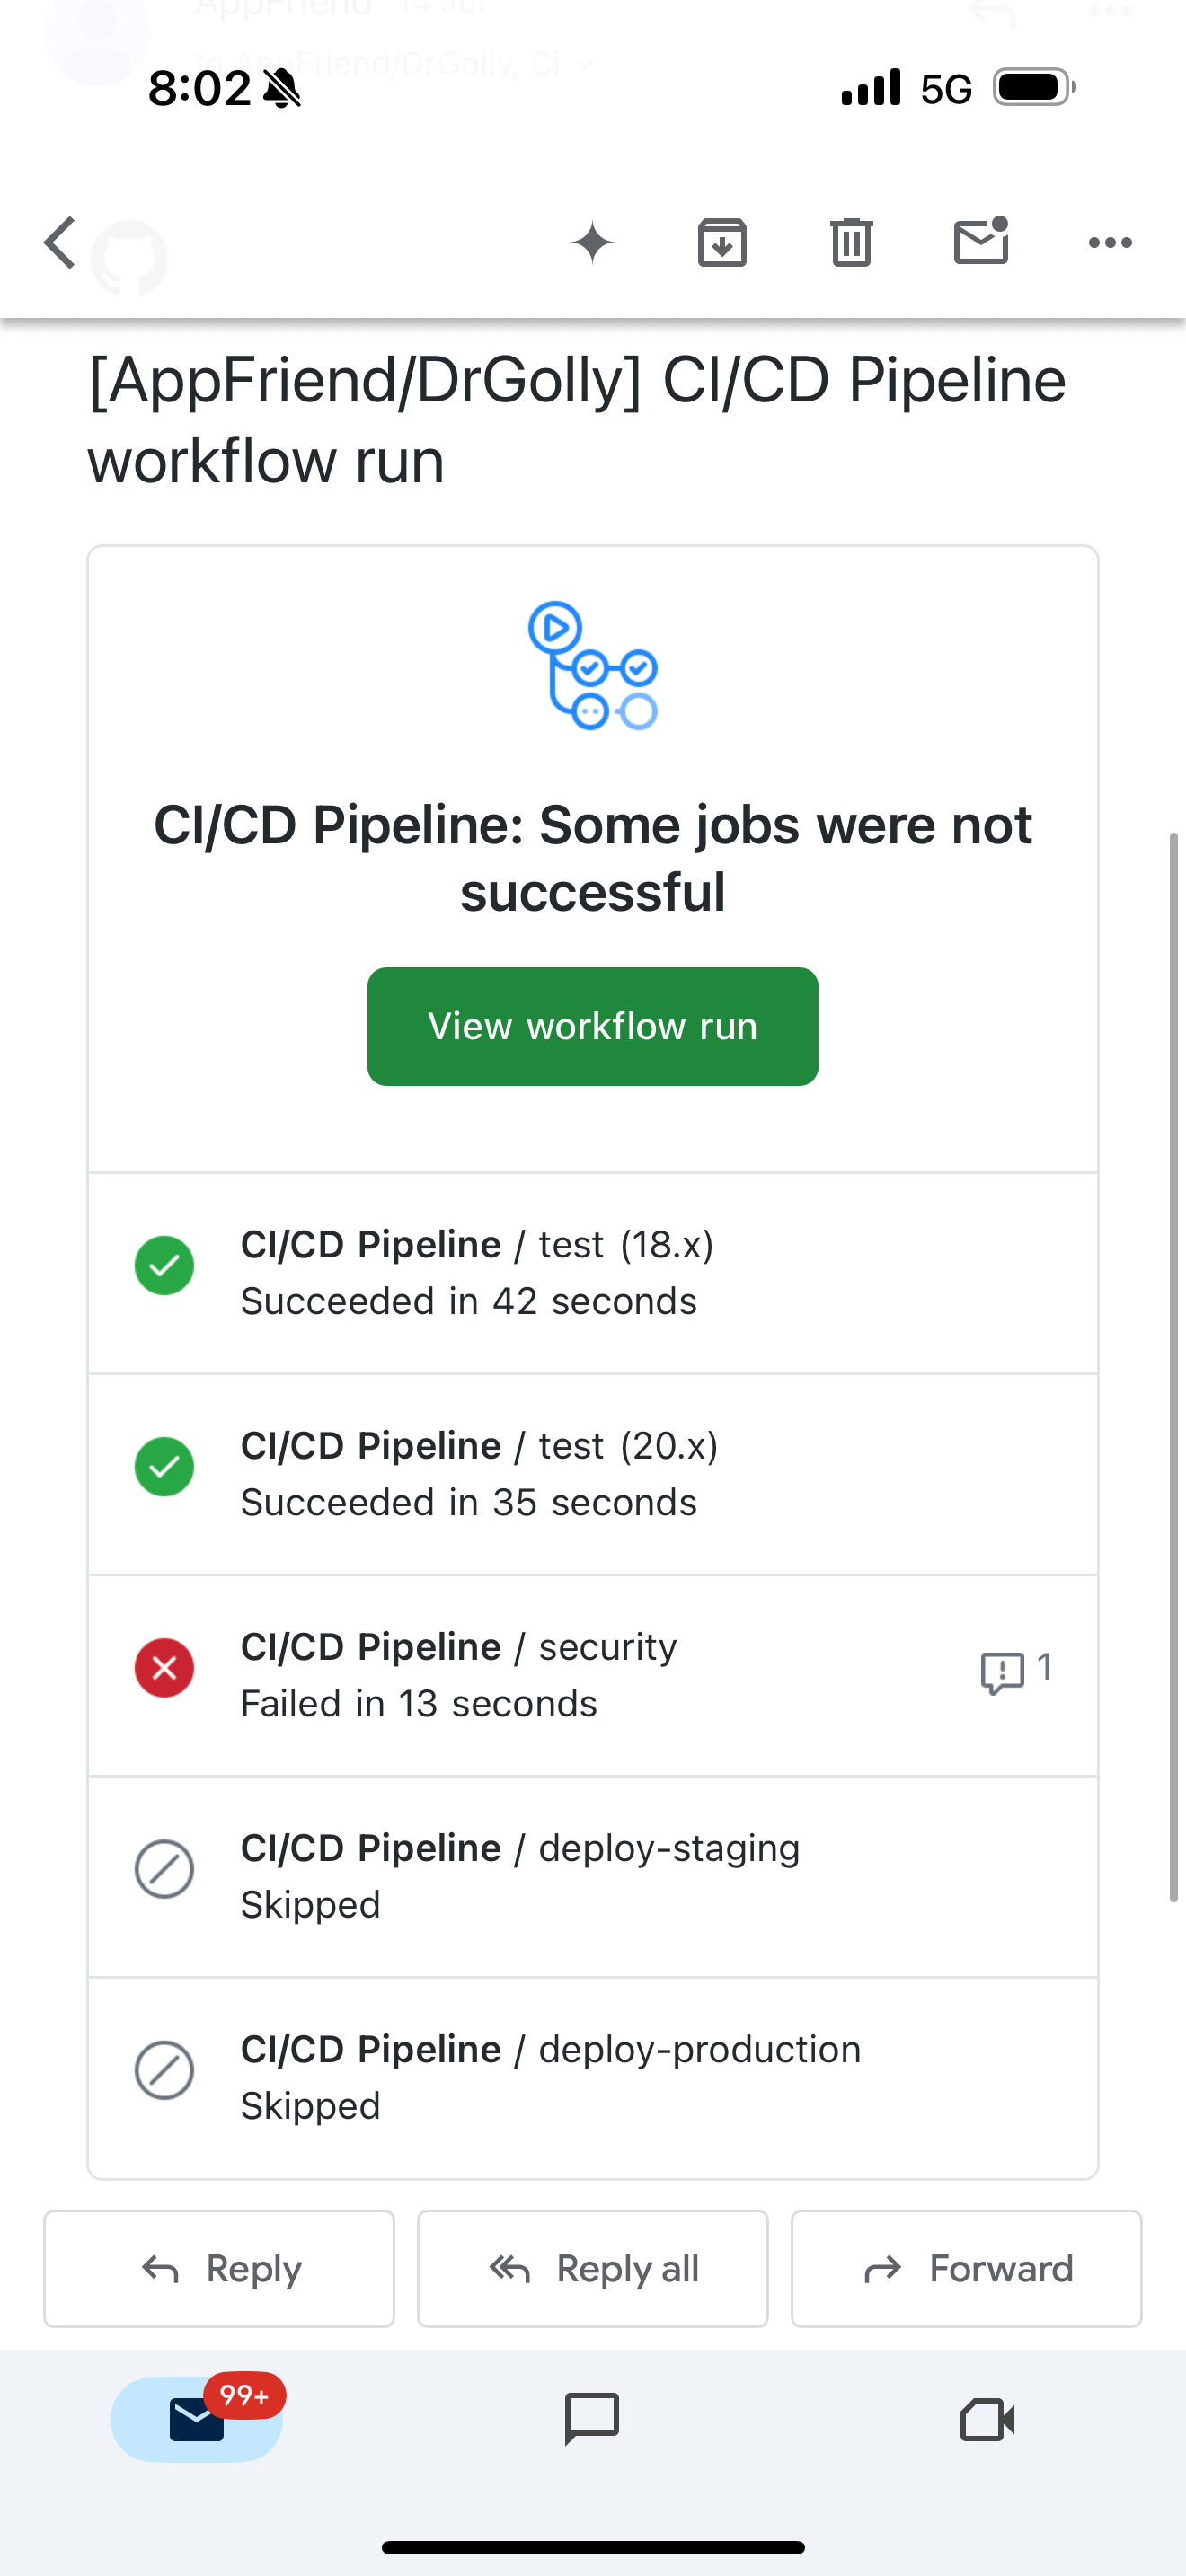 AppFriend 14 Jul
to AppFriend/DrGolly, Ci
8:02
5G
[AppFriend/DrGolly] CI/CD Pipeline
workflow run
CI/CD Pipeline: Some jobs were not
successful
View workflow run
CI/CD Pipeline / test (18.x)
Succeeded in 42 seconds
CI/CD Pipeline / test (20.x)
Succeeded in 35 seconds
CI/CD Pipeline / security
Failed in 13 seconds
1
CI/CD Pipeline / deploy-staging
Skipped
CI/CD Pipeline / deploy-production
Skipped
Reply
Reply all
Forward
99+